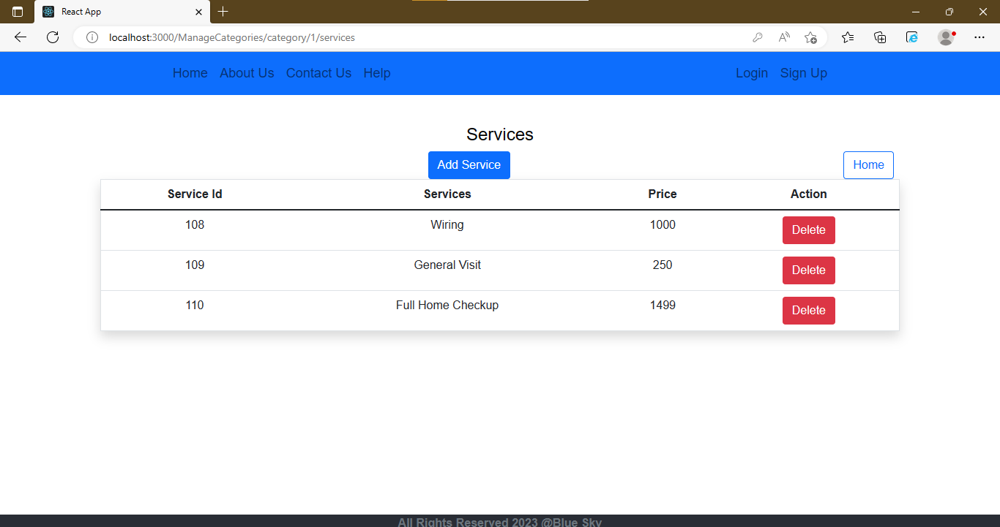 React App
localhost:3000/ManageCategories/category/1/services
Home About Us Contact Us Help Login Sign Up
Services
Add Service Home
Service Id Services Price Action
108 Wiring 1000 Delete
109 General Visit 250 Delete
110 Full Home Checkup 1499 Delete
All Rights Reserved 2023 @Blue Sky